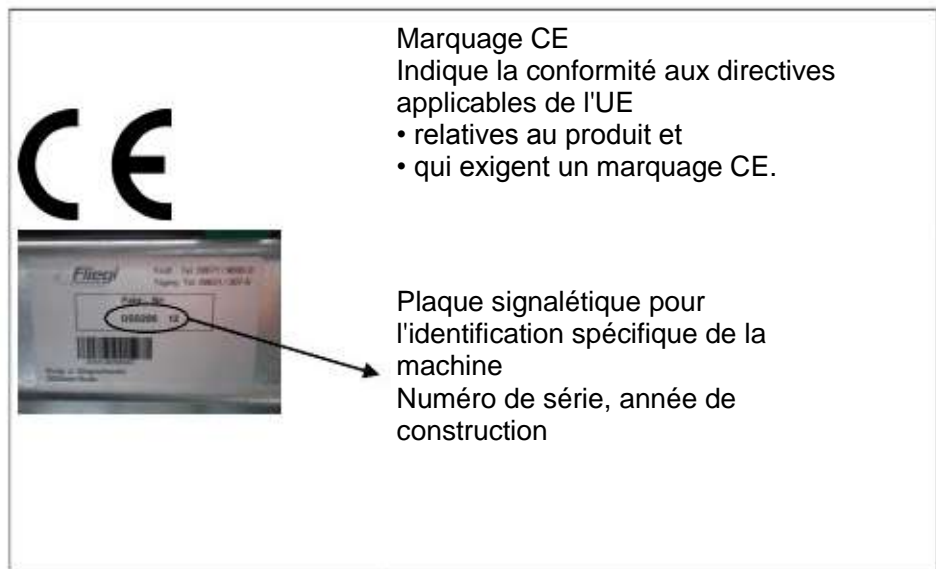 CE
Marquage CE
Indique la conformité aux directives
applicables de l'UE
• relatives au produit et
• qui exigent un marquage CE.
Fliegl
Plaque signalétique pour
l'identification spécifique de la
machine
Numéro de série, année de
construction